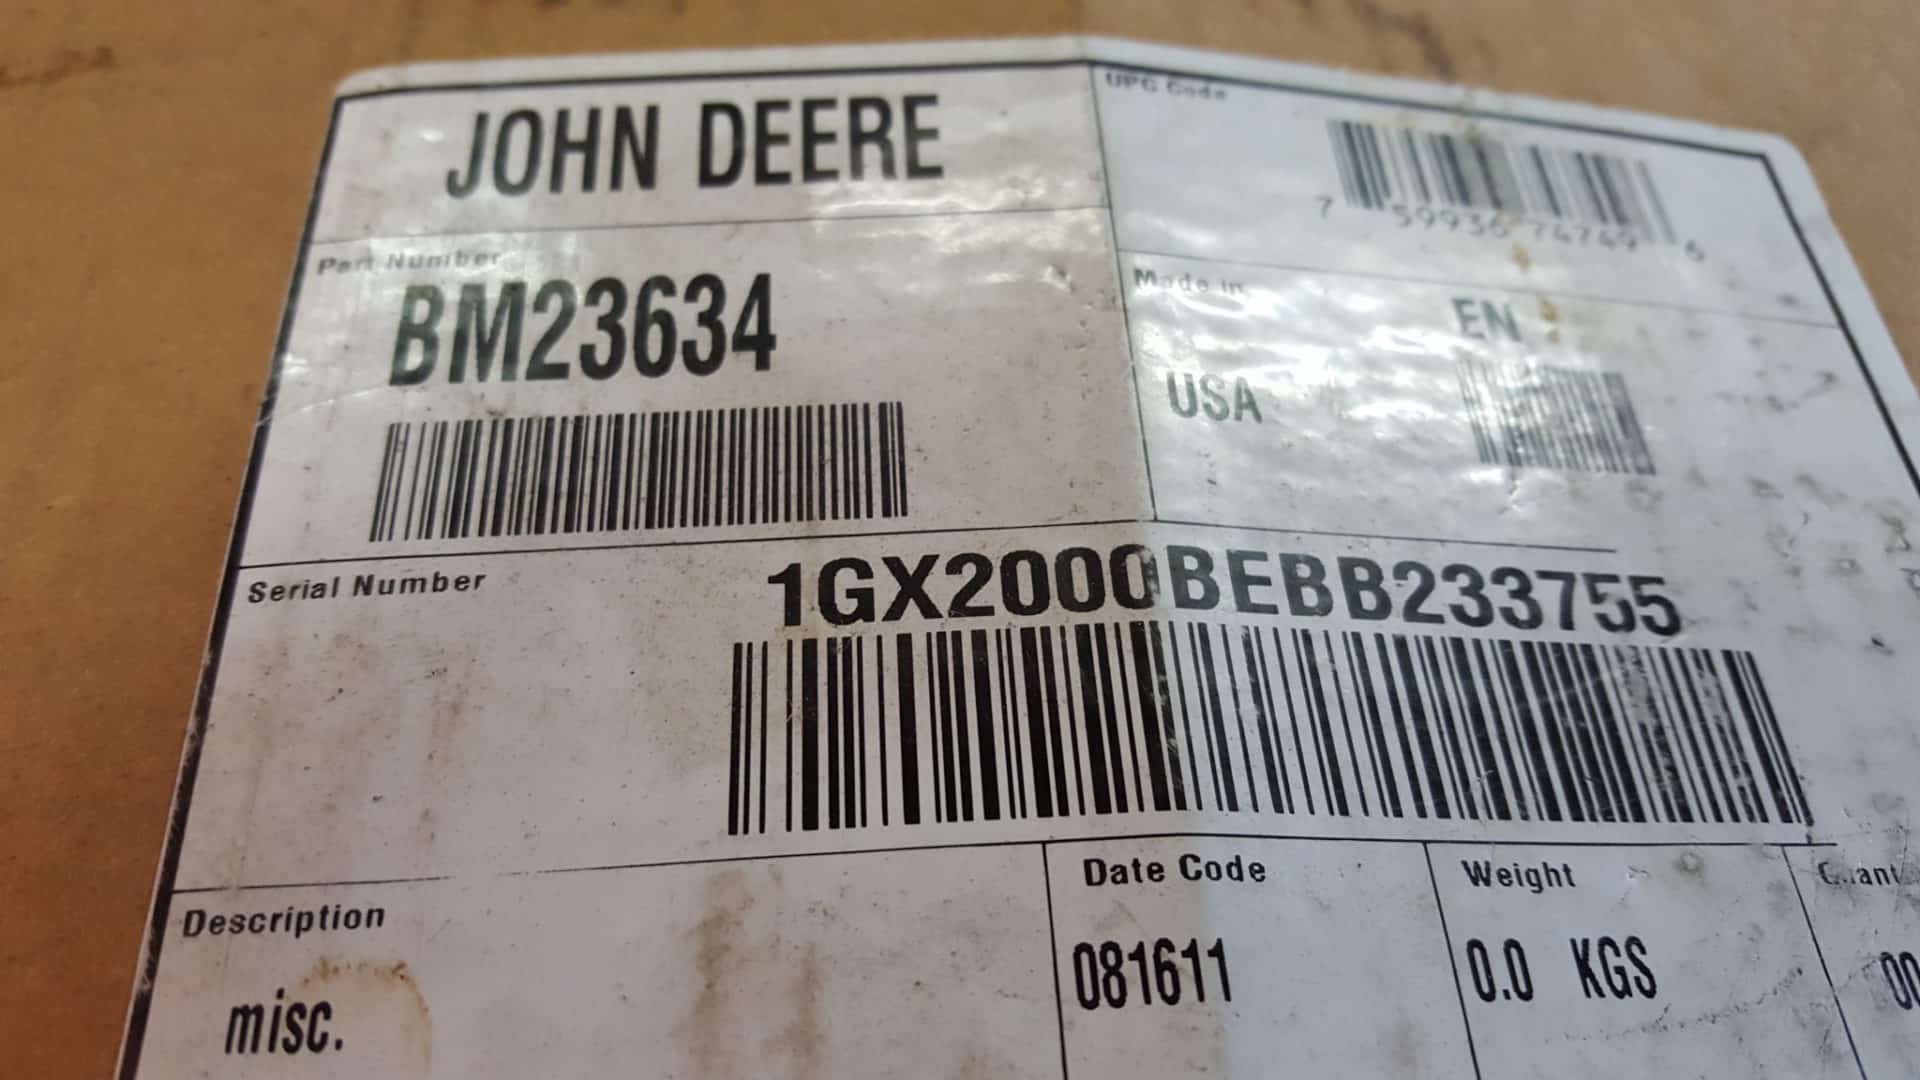 JOHN DEERE
UPC Code
7 59936 74749 6
Part Number
BM23634
Made in
EN
USA
Serial Number
1GX2000BEBB233755
Description
misc.
Date Code
081611
Weight
0.0 KGS
00